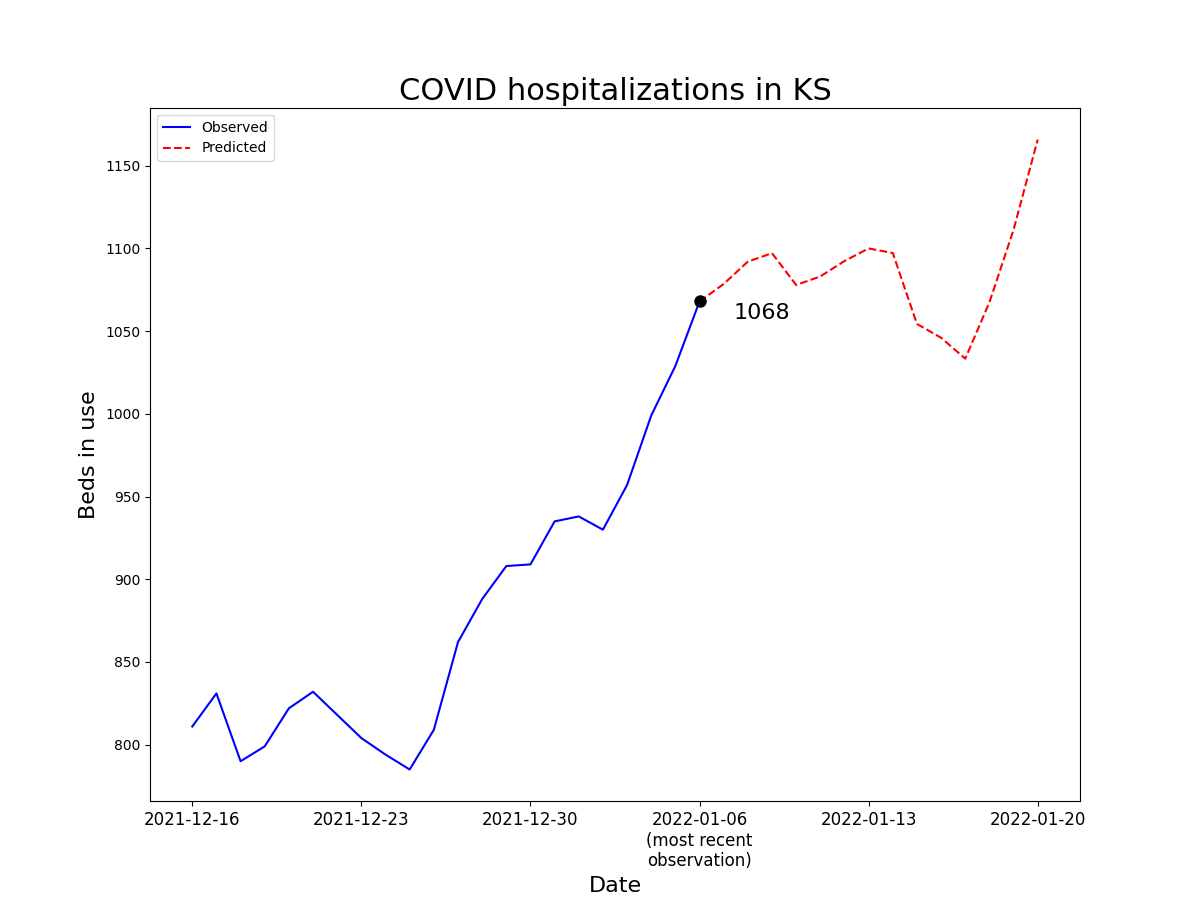 COVID hospitalizations in KS
Observed
Predicted
1150
1100
1050
1000
950
900
850
800
Beds in use
1068
2021-12-16
2021-12-23
2021-12-30
2022-01-06
(most recent
observation)
2022-01-13
2022-01-20
Date